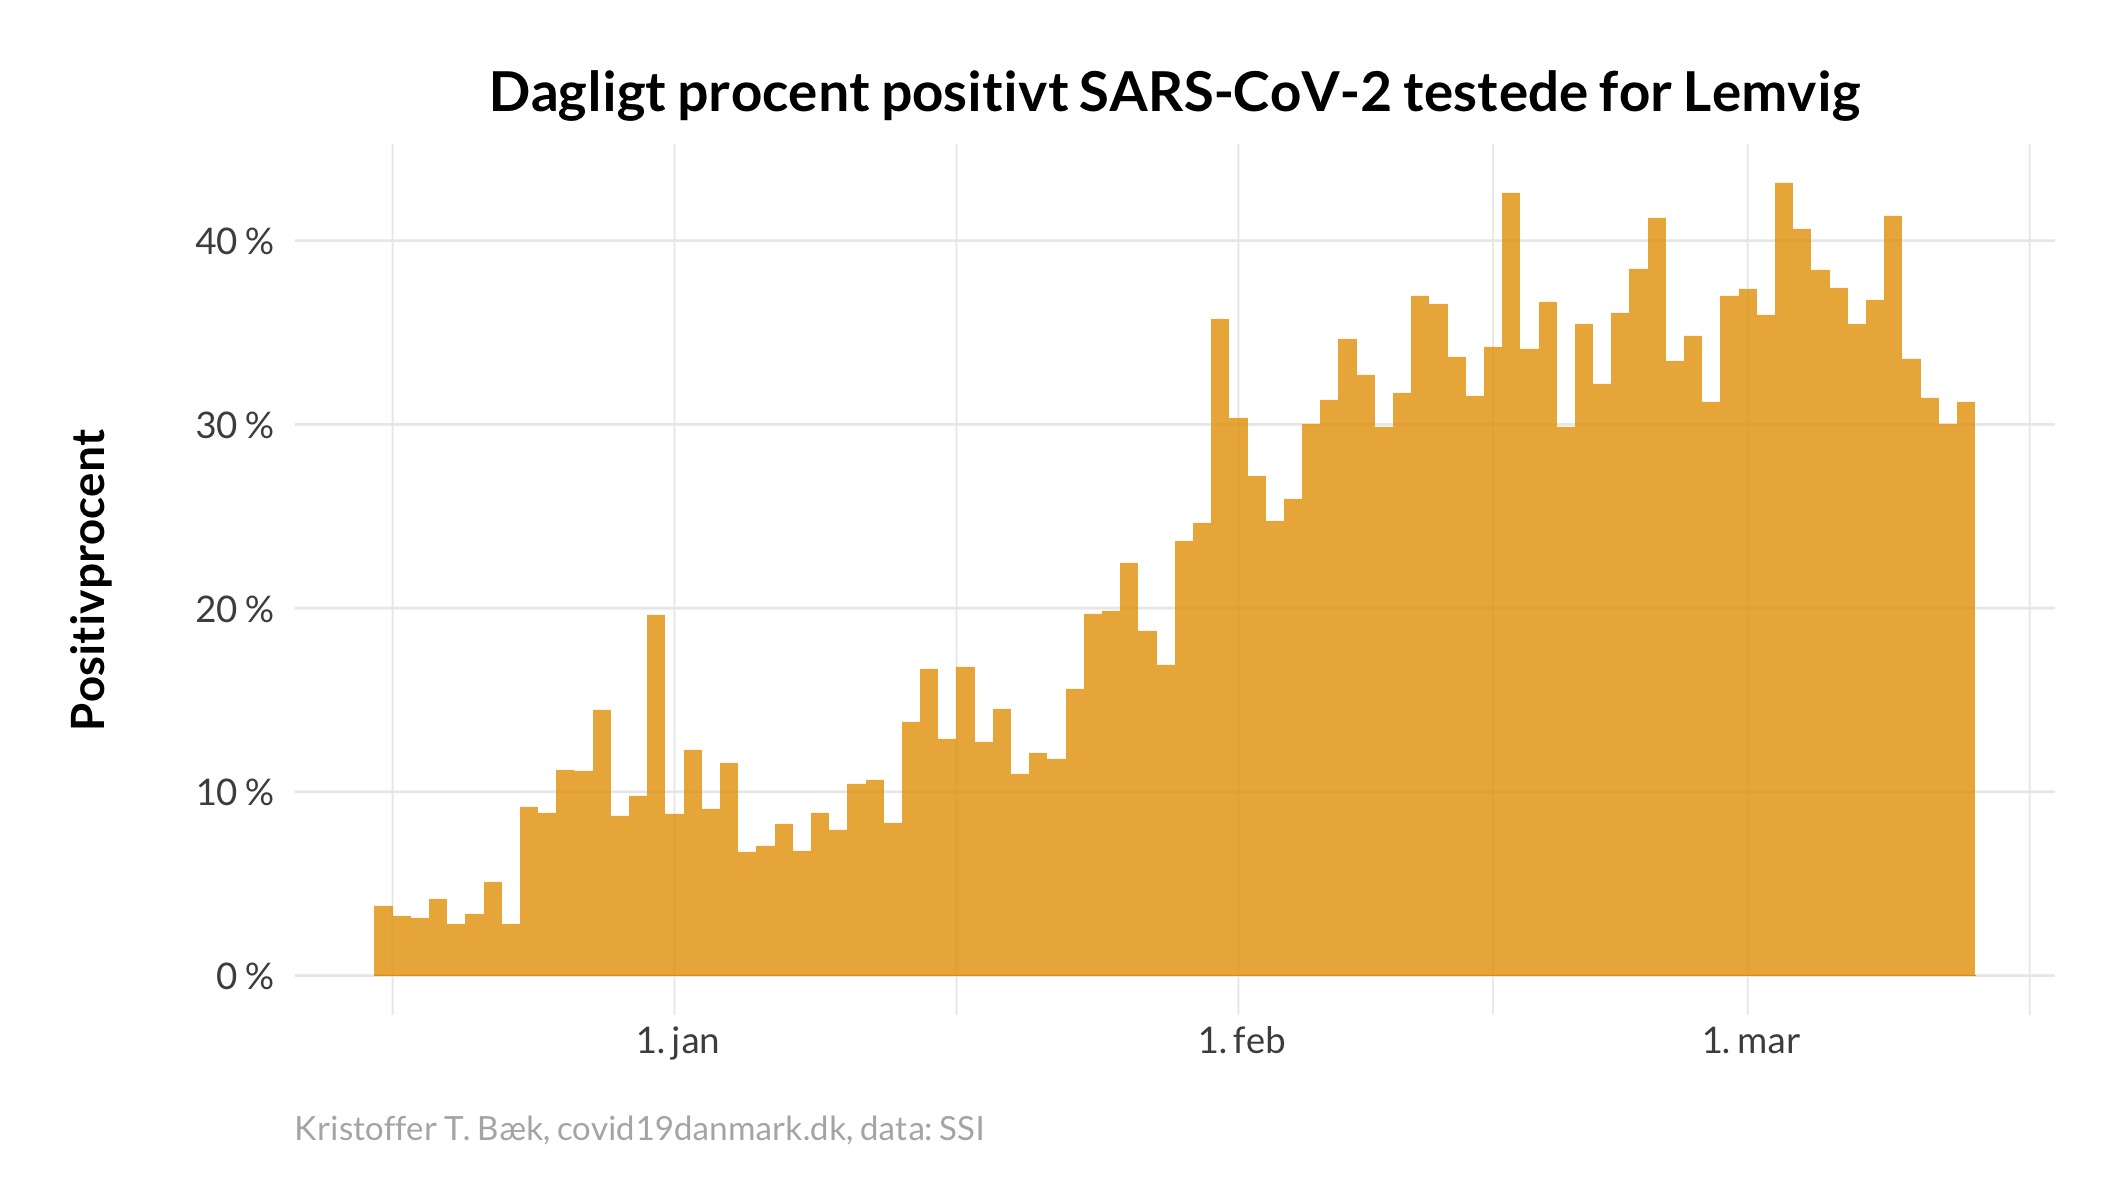 Dagligt procent positivt SARS-CoV-2 testede for Lemvig
Positivprocent
40 %
30 %
20 %
10 %
0 %
1. jan
1. feb
1. mar
Kristoffer T. Bæk, covid19danmark.dk, data: SSI